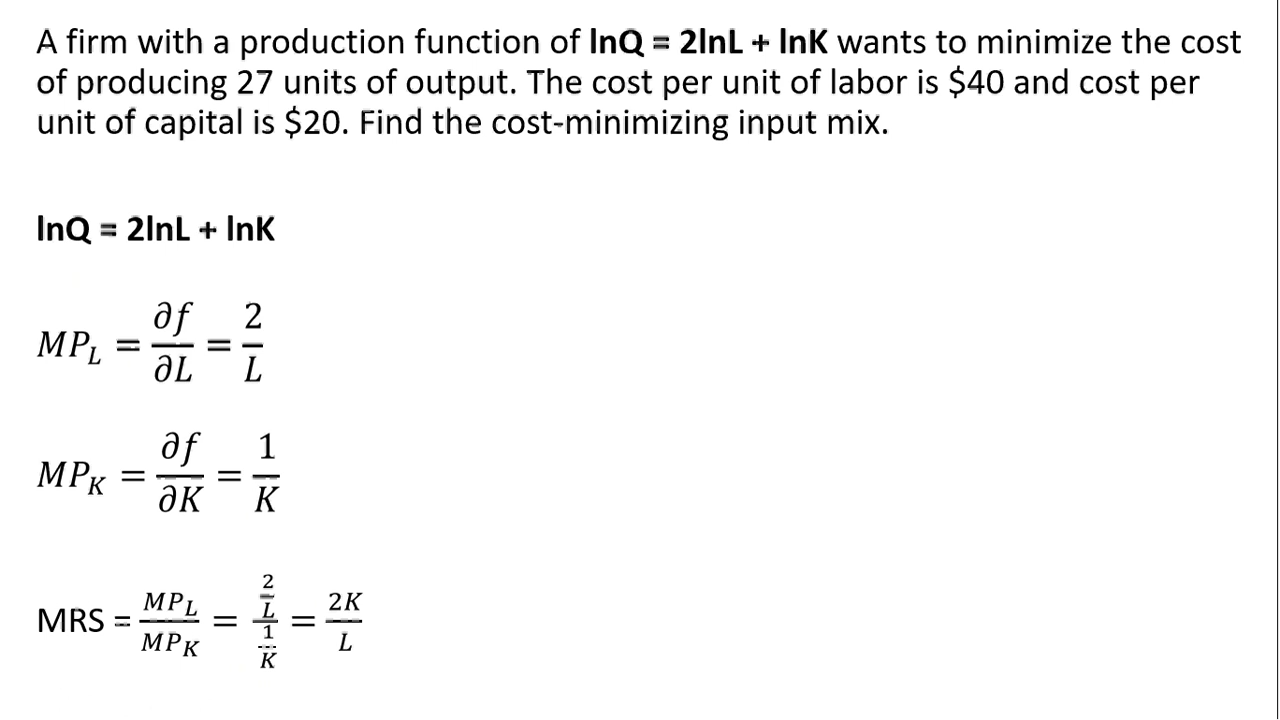 A firm with a production function of lnQ = 2lnL + lnK wants to minimize the cost
of producing 27 units of output. The cost per unit of labor is $40 and cost per
unit of capital is $20. Find the cost-minimizing input mix.
lnQ = 2lnL + lnK
MP_L = ∂f/∂L = 2/L
MP_K = ∂f/∂K = 1/K
MRS = MP_L/MP_K = (2/L)/(1/K) = 2K/L